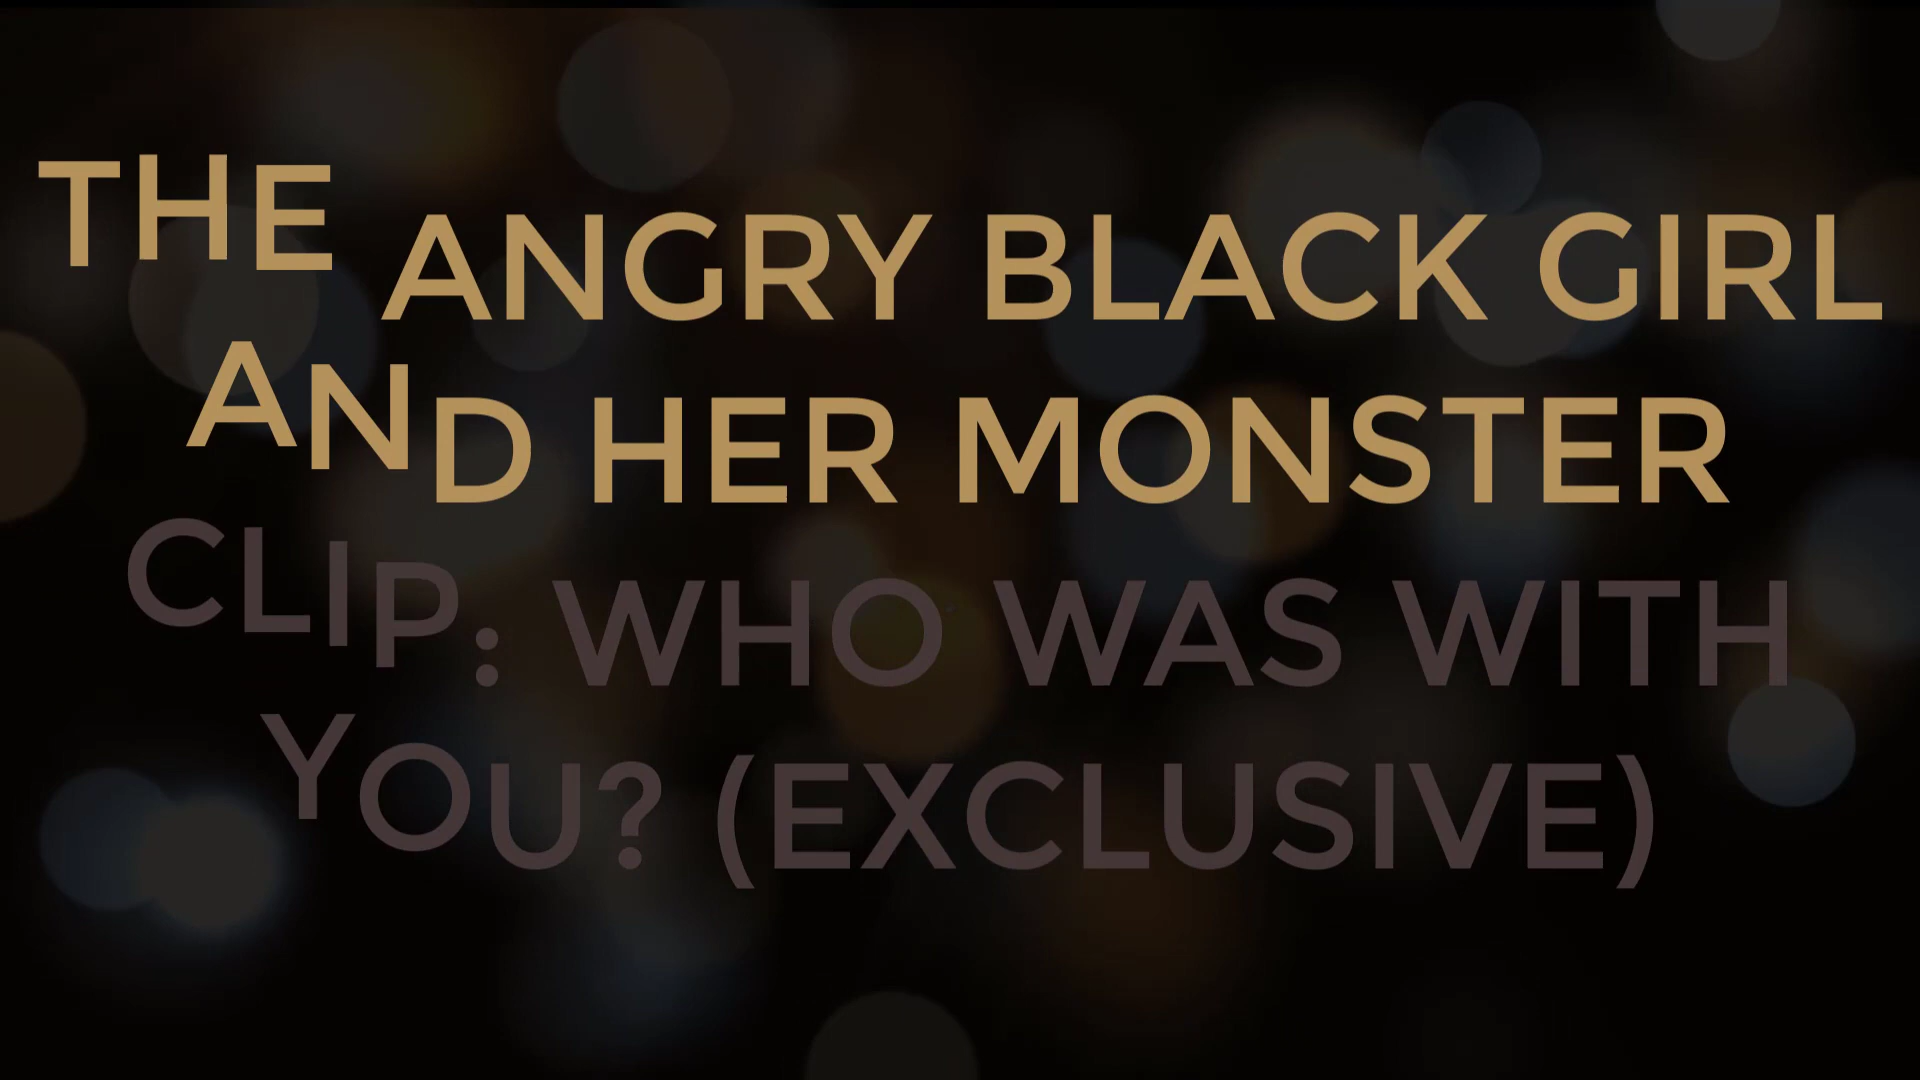 THE ANGRY BLACK GIRL
AND HER MONSTER
CLIP: WHO WAS WITH
YOU? (EXCLUSIVE)